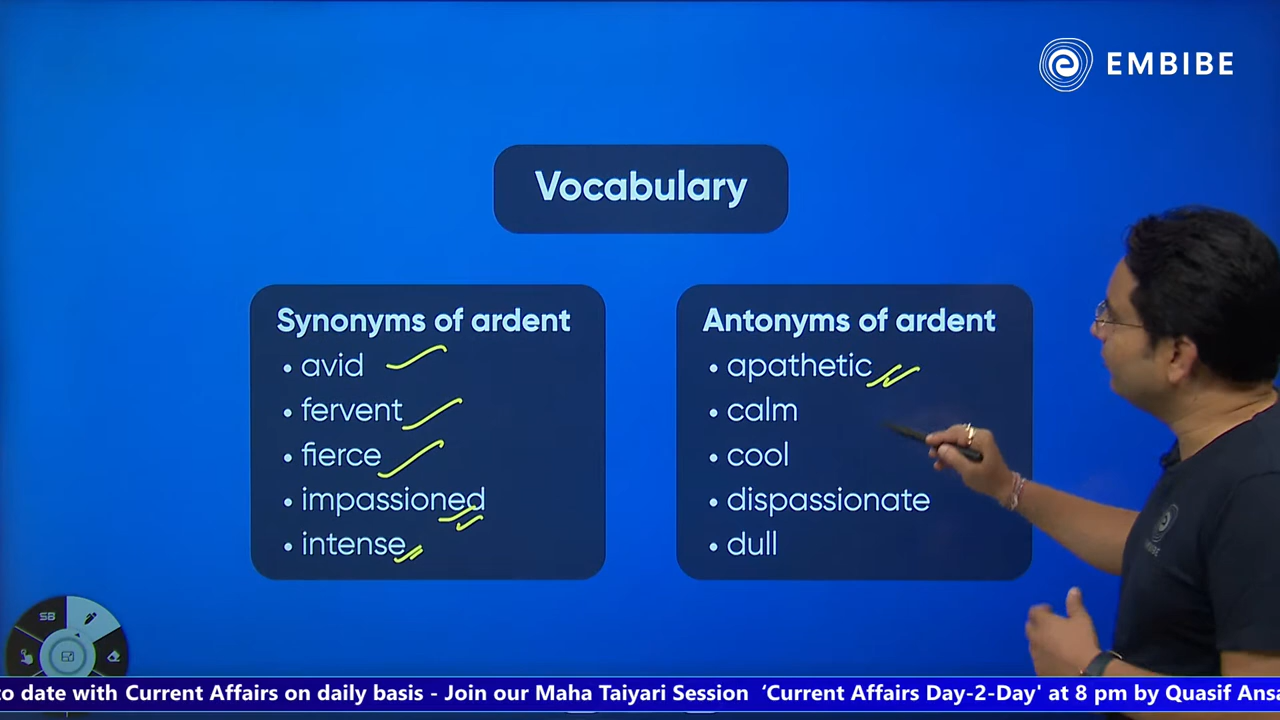 EMBIBE
Vocabulary
Synonyms of ardent
• avid
• fervent
• fierce
• impassioned
• intense
Antonyms of ardent
• apathetic
• calm
• cool
• dispassionate
• dull
EMBIBE
SB
to date with Current Affairs on daily basis - Join our Maha Taiyari Session ‘Current Affairs Day-2-Day' at 8 pm by Quasif Ansa